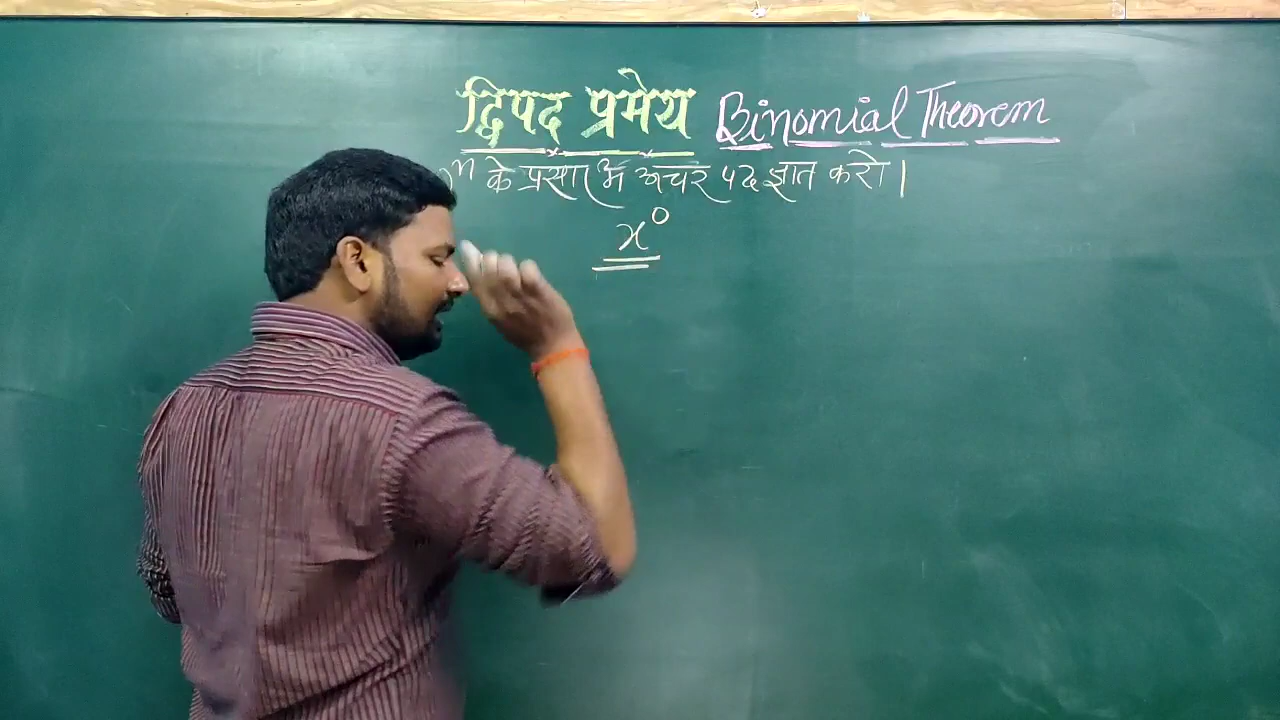 द्विपद प्रमेय Binomial Theorem
के प्रसार में अचर पद ज्ञात करो।
x⁰